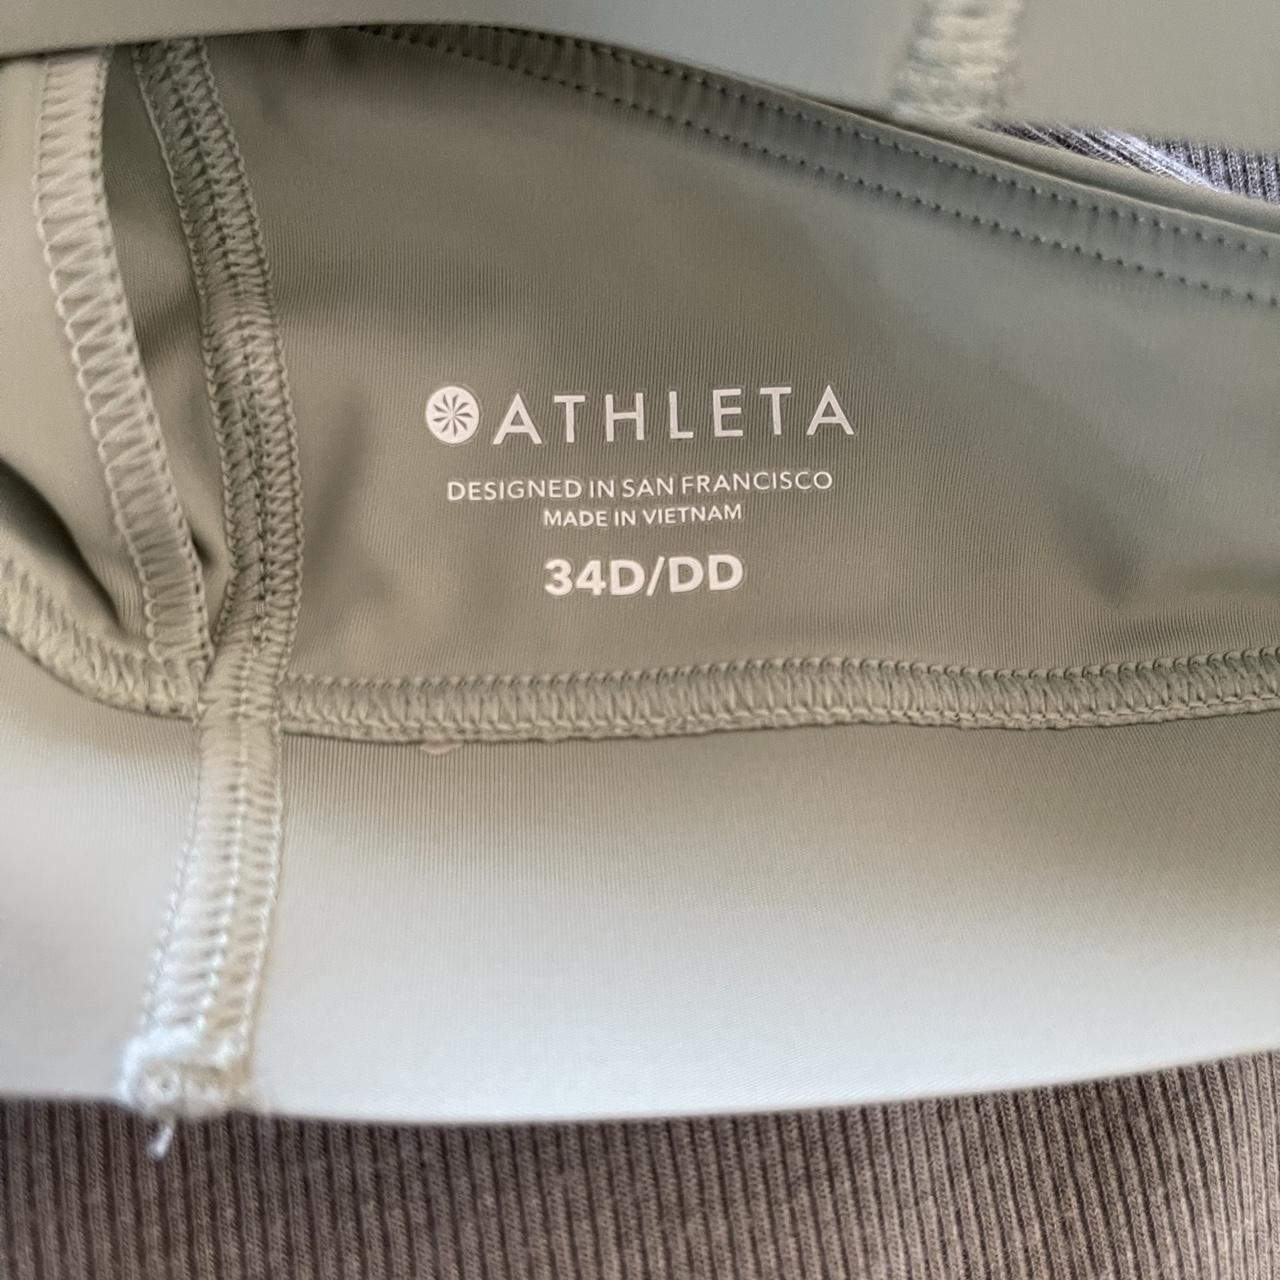 ATHLETA
DESIGNED IN SAN FRANCISCO
MADE IN VIETNAM
34D/DD